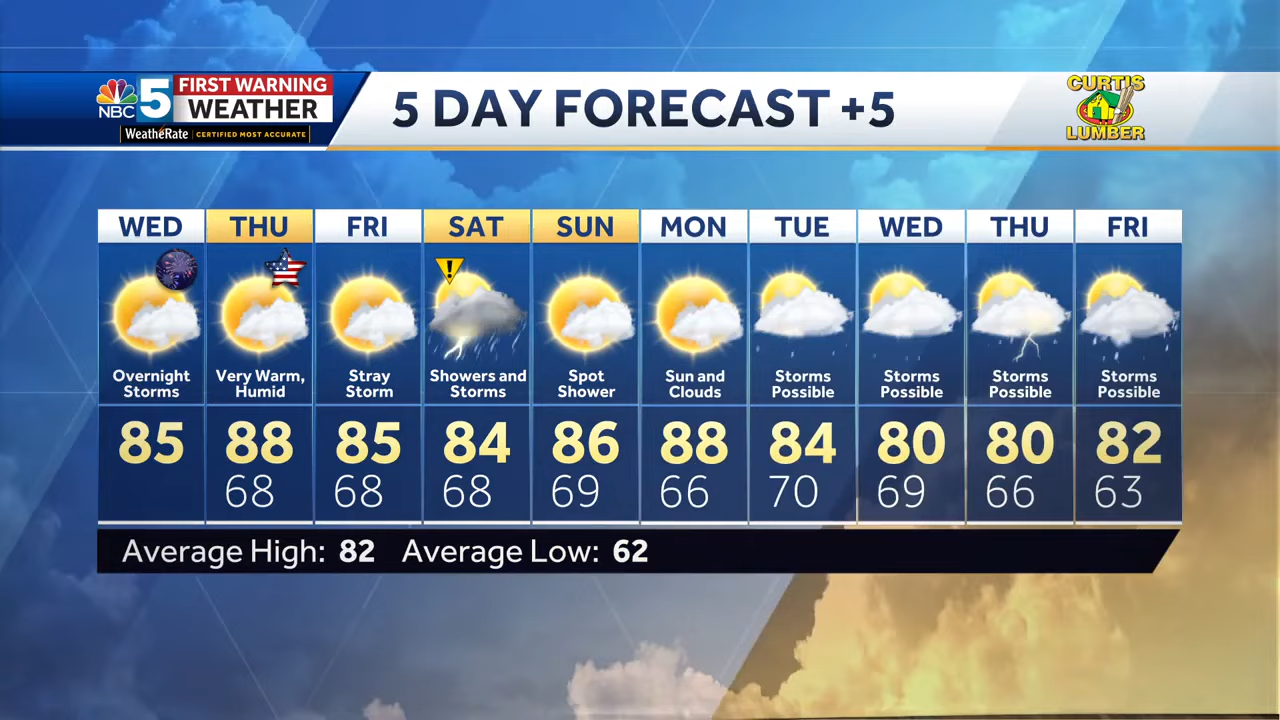 FIRST WARNING
NBC 5 WEATHER
WeatheRate CERTIFIED MOST ACCURATE
5 DAY FORECAST +5
CURTIS
LUMBER
WED THU FRI SAT SUN MON TUE WED THU FRI
!
Overnight Very Warm, Stray Showers and Spot Sun and Storms Storms Storms Storms
Storms Humid Storm Storms Shower Clouds Possible Possible Possible Possible
85 88 85 84 86 88 84 80 80 82
68 68 68 69 66 70 69 66 63
Average High: 82 Average Low: 62